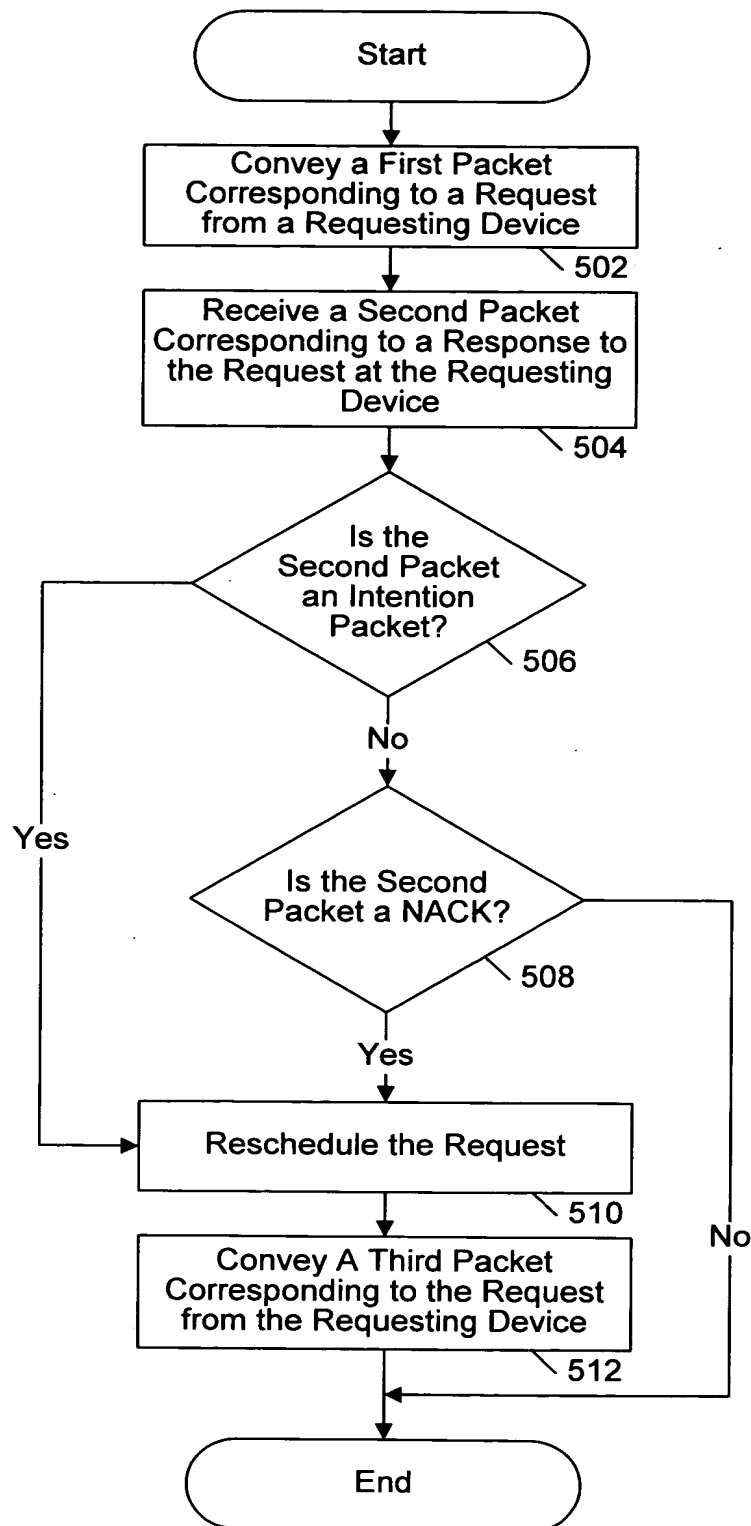 Start
Convey a First Packet
Corresponding to a Request
from a Requesting Device
502
Receive a Second Packet
Corresponding to a Response to
the Request at the Requesting
Device
504
Is the
Second Packet
an Intention
Packet?
506
No
Yes
Is the Second
Packet a NACK?
508
Yes
Reschedule the Request
510
No
Convey A Third Packet
Corresponding to the Request
from the Requesting Device
512
End